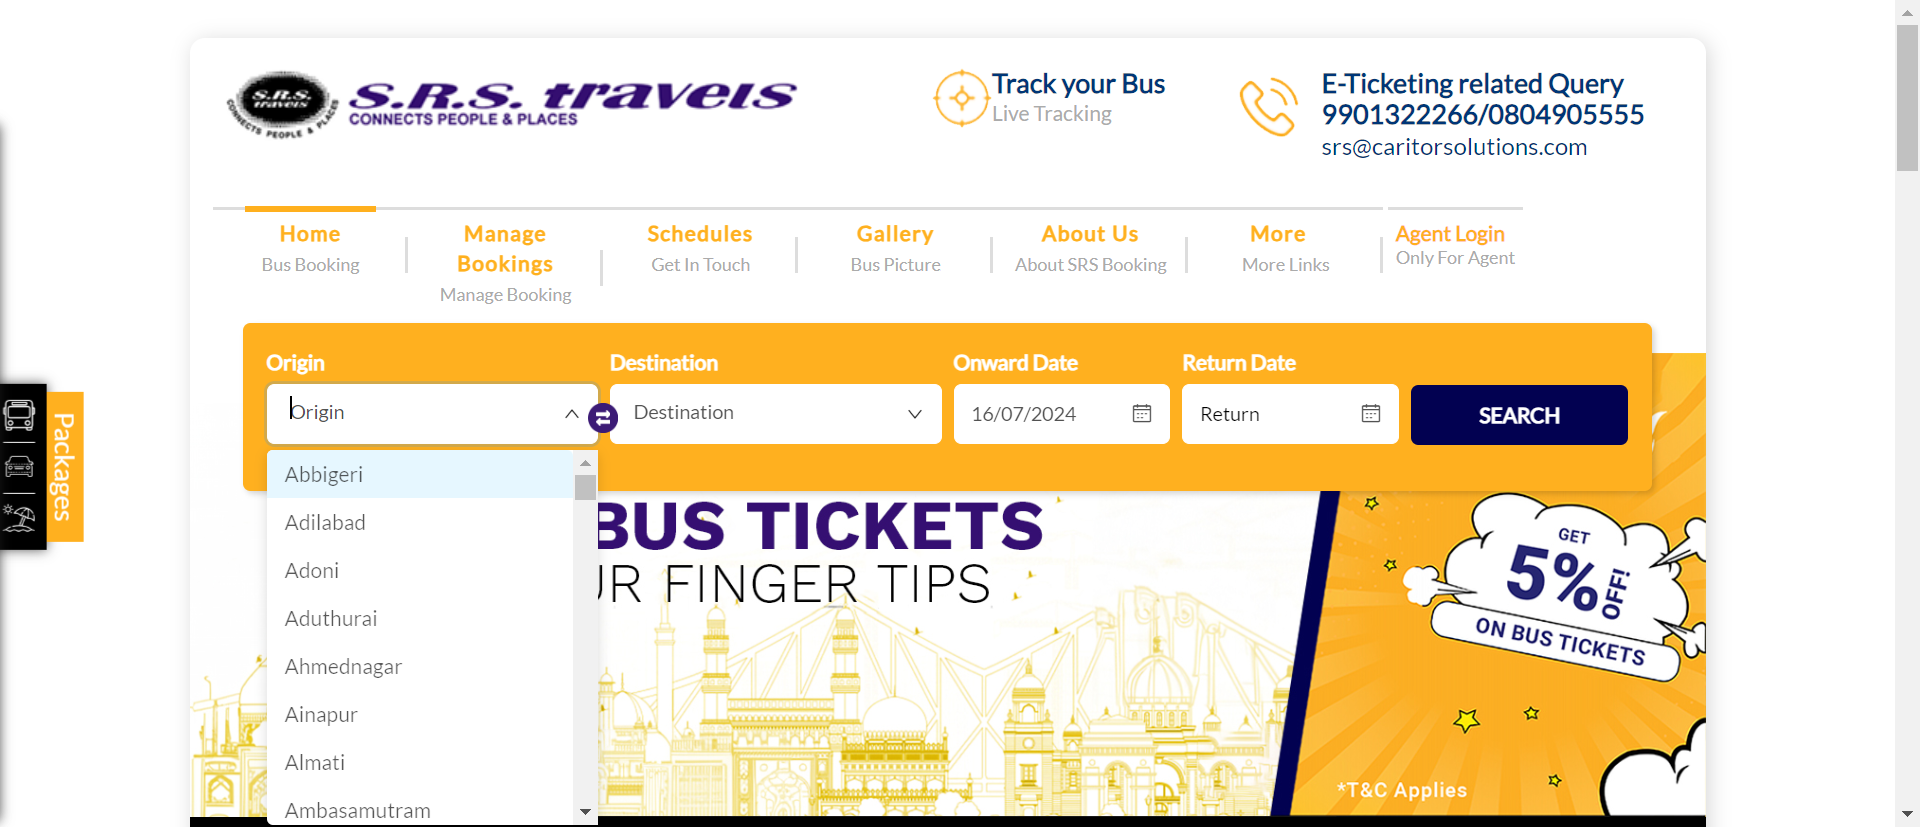 S.R.S. travels
CONNECTS PEOPLE & PLACES
S.R.S. travels
CONNECTS PEOPLE & PLACES
Track your Bus
Live Tracking
E-Ticketing related Query
9901322266/0804905555
srs@caritorsolutions.com
Home
Bus Booking
Manage
Bookings
Manage Booking
Schedules
Get In Touch
Gallery
Bus Picture
About Us
About SRS Booking
More
More Links
Agent Login
Only For Agent
Origin
Origin
Destination
Destination
Onward Date
16/07/2024
Return Date
Return
SEARCH
Abbigeri
Adilabad
Adoni
Aduthurai
Ahmednagar
Ainapur
Almati
Ambasamutram
Packages
BUS TICKETS
UR FINGER TIPS
GET
5%
OFF!
ON BUS TICKETS
*T&C Applies